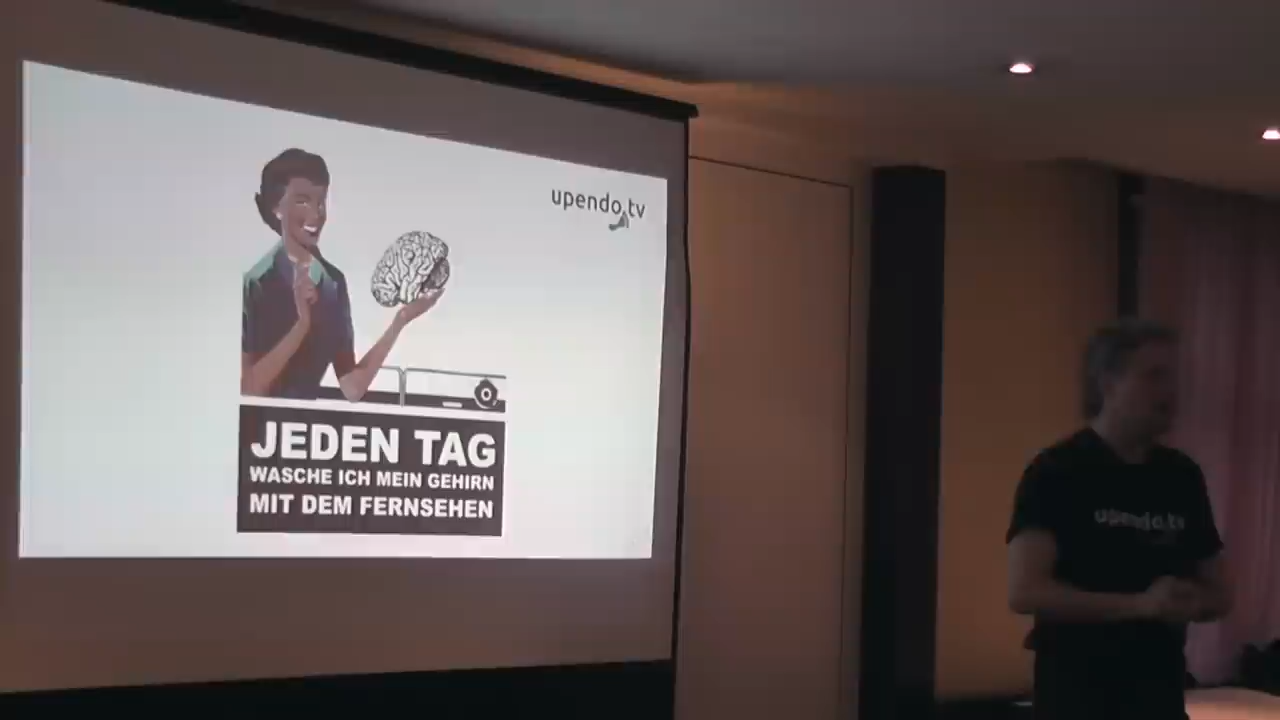 upendo.tv
JEDEN TAG
WASCHE ICH MEIN GEHIRN
MIT DEM FERNSEHEN
upendo.tv